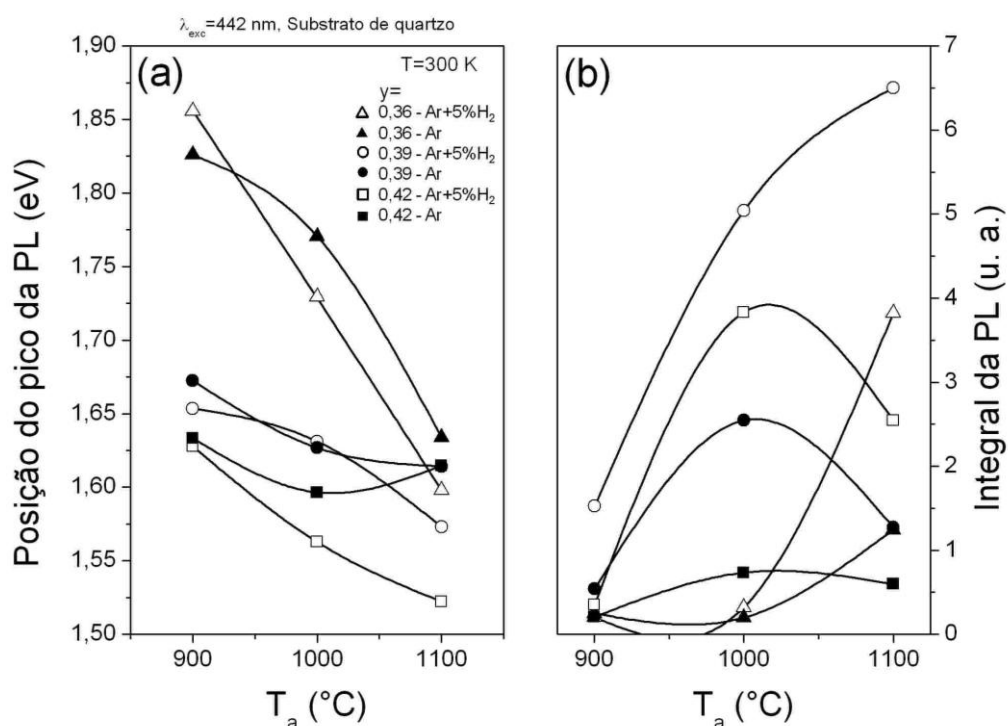 λexc=442 nm, Substrato de quartzo
(a)
T=300 K
y=
0,36 - Ar+5%H2
0,36 - Ar
0,39 - Ar+5%H2
0,39 - Ar
0,42 - Ar+5%H2
0,42 - Ar
Posição do pico da PL (eV)
1,90
1,85
1,80
1,75
1,70
1,65
1,60
1,55
1,50
900
1000
1100
Ta (°C)
(b)
7
6
5
4
3
2
1
0
Integral da PL (u. a.)
900
1000
1100
Ta (°C)